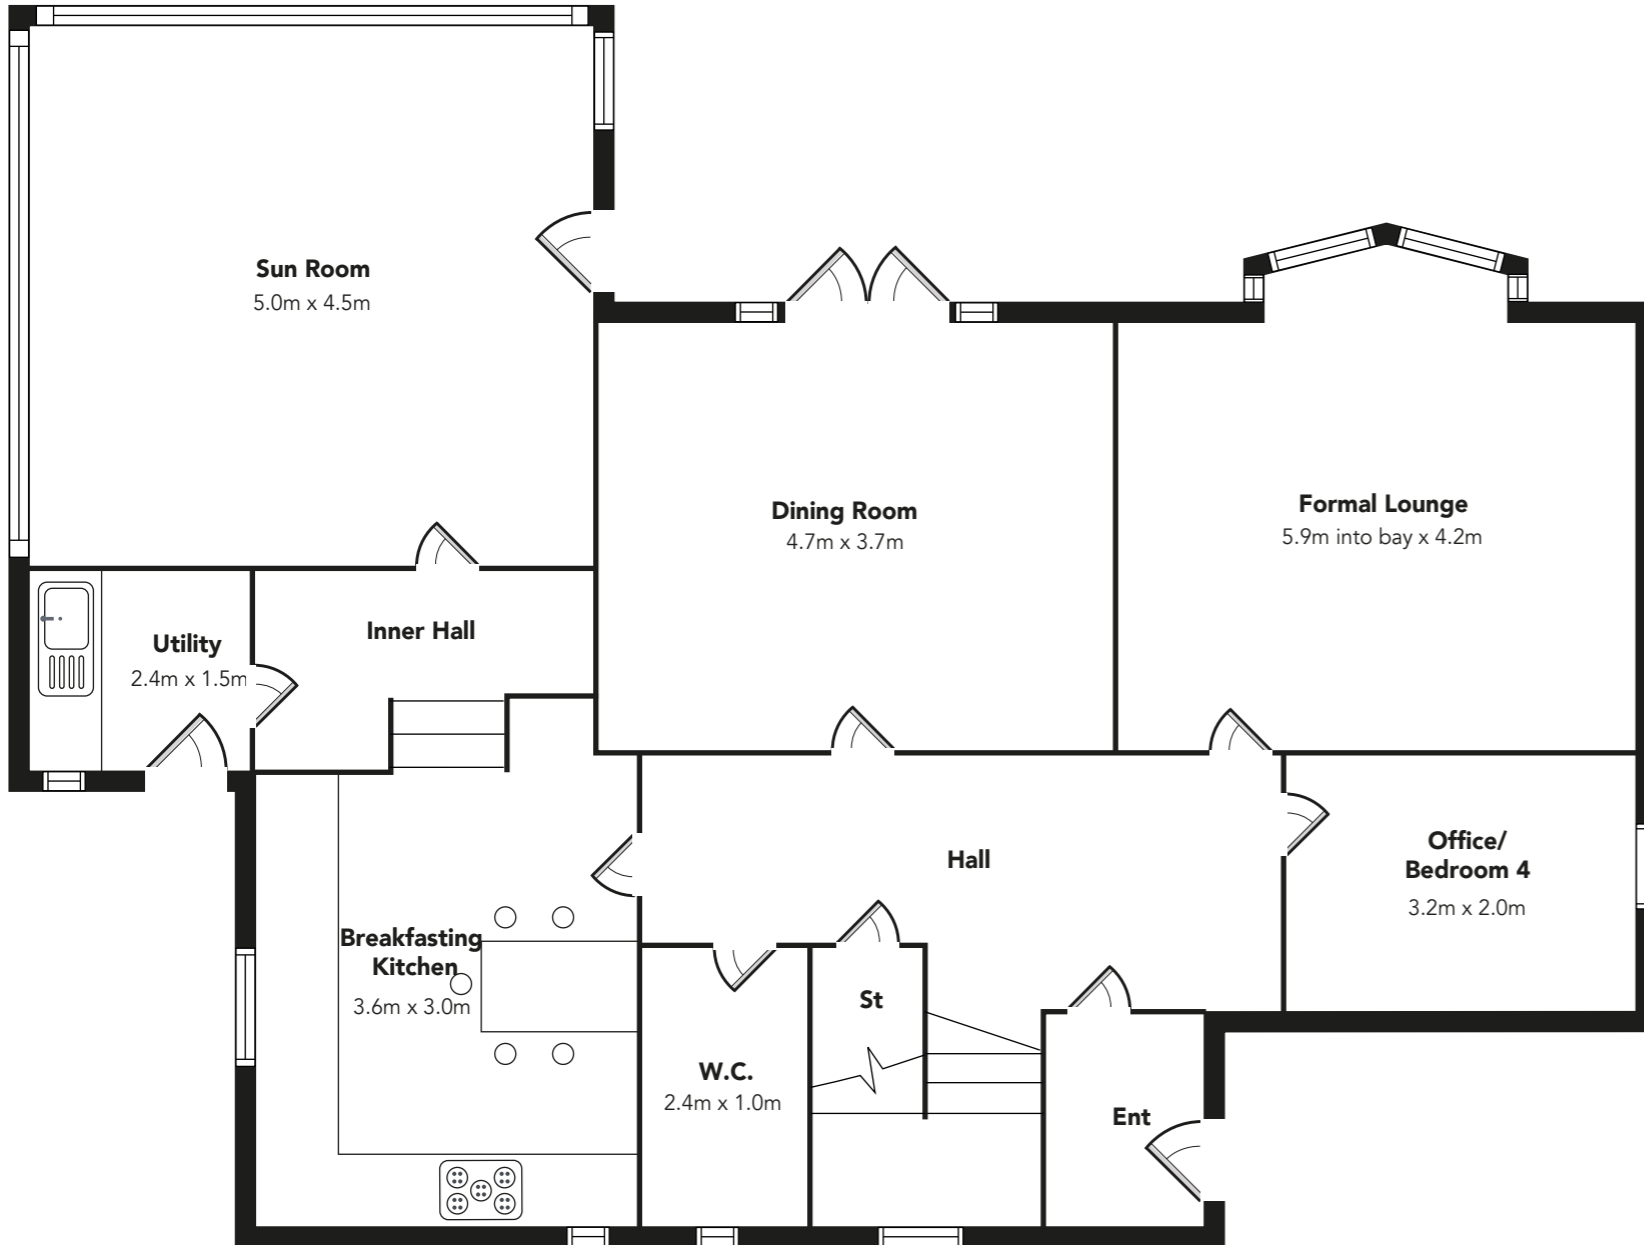 Sun Room
5.0m x 4.5m
Dining Room
4.7m x 3.7m
Formal Lounge
5.9m into bay x 4.2m
Utility
2.4m x 1.5m
Inner Hall
Hall
Office/
Bedroom 4
3.2m x 2.0m
Breakfasting
Kitchen
3.6m x 3.0m
St
W.C.
2.4m x 1.0m
Ent